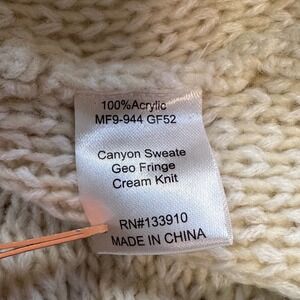 100%Acrylic
MF9-944 GF52
Canyon Sweate
Geo Fringe
Cream Knit
RN#133910
MADE IN CHINA